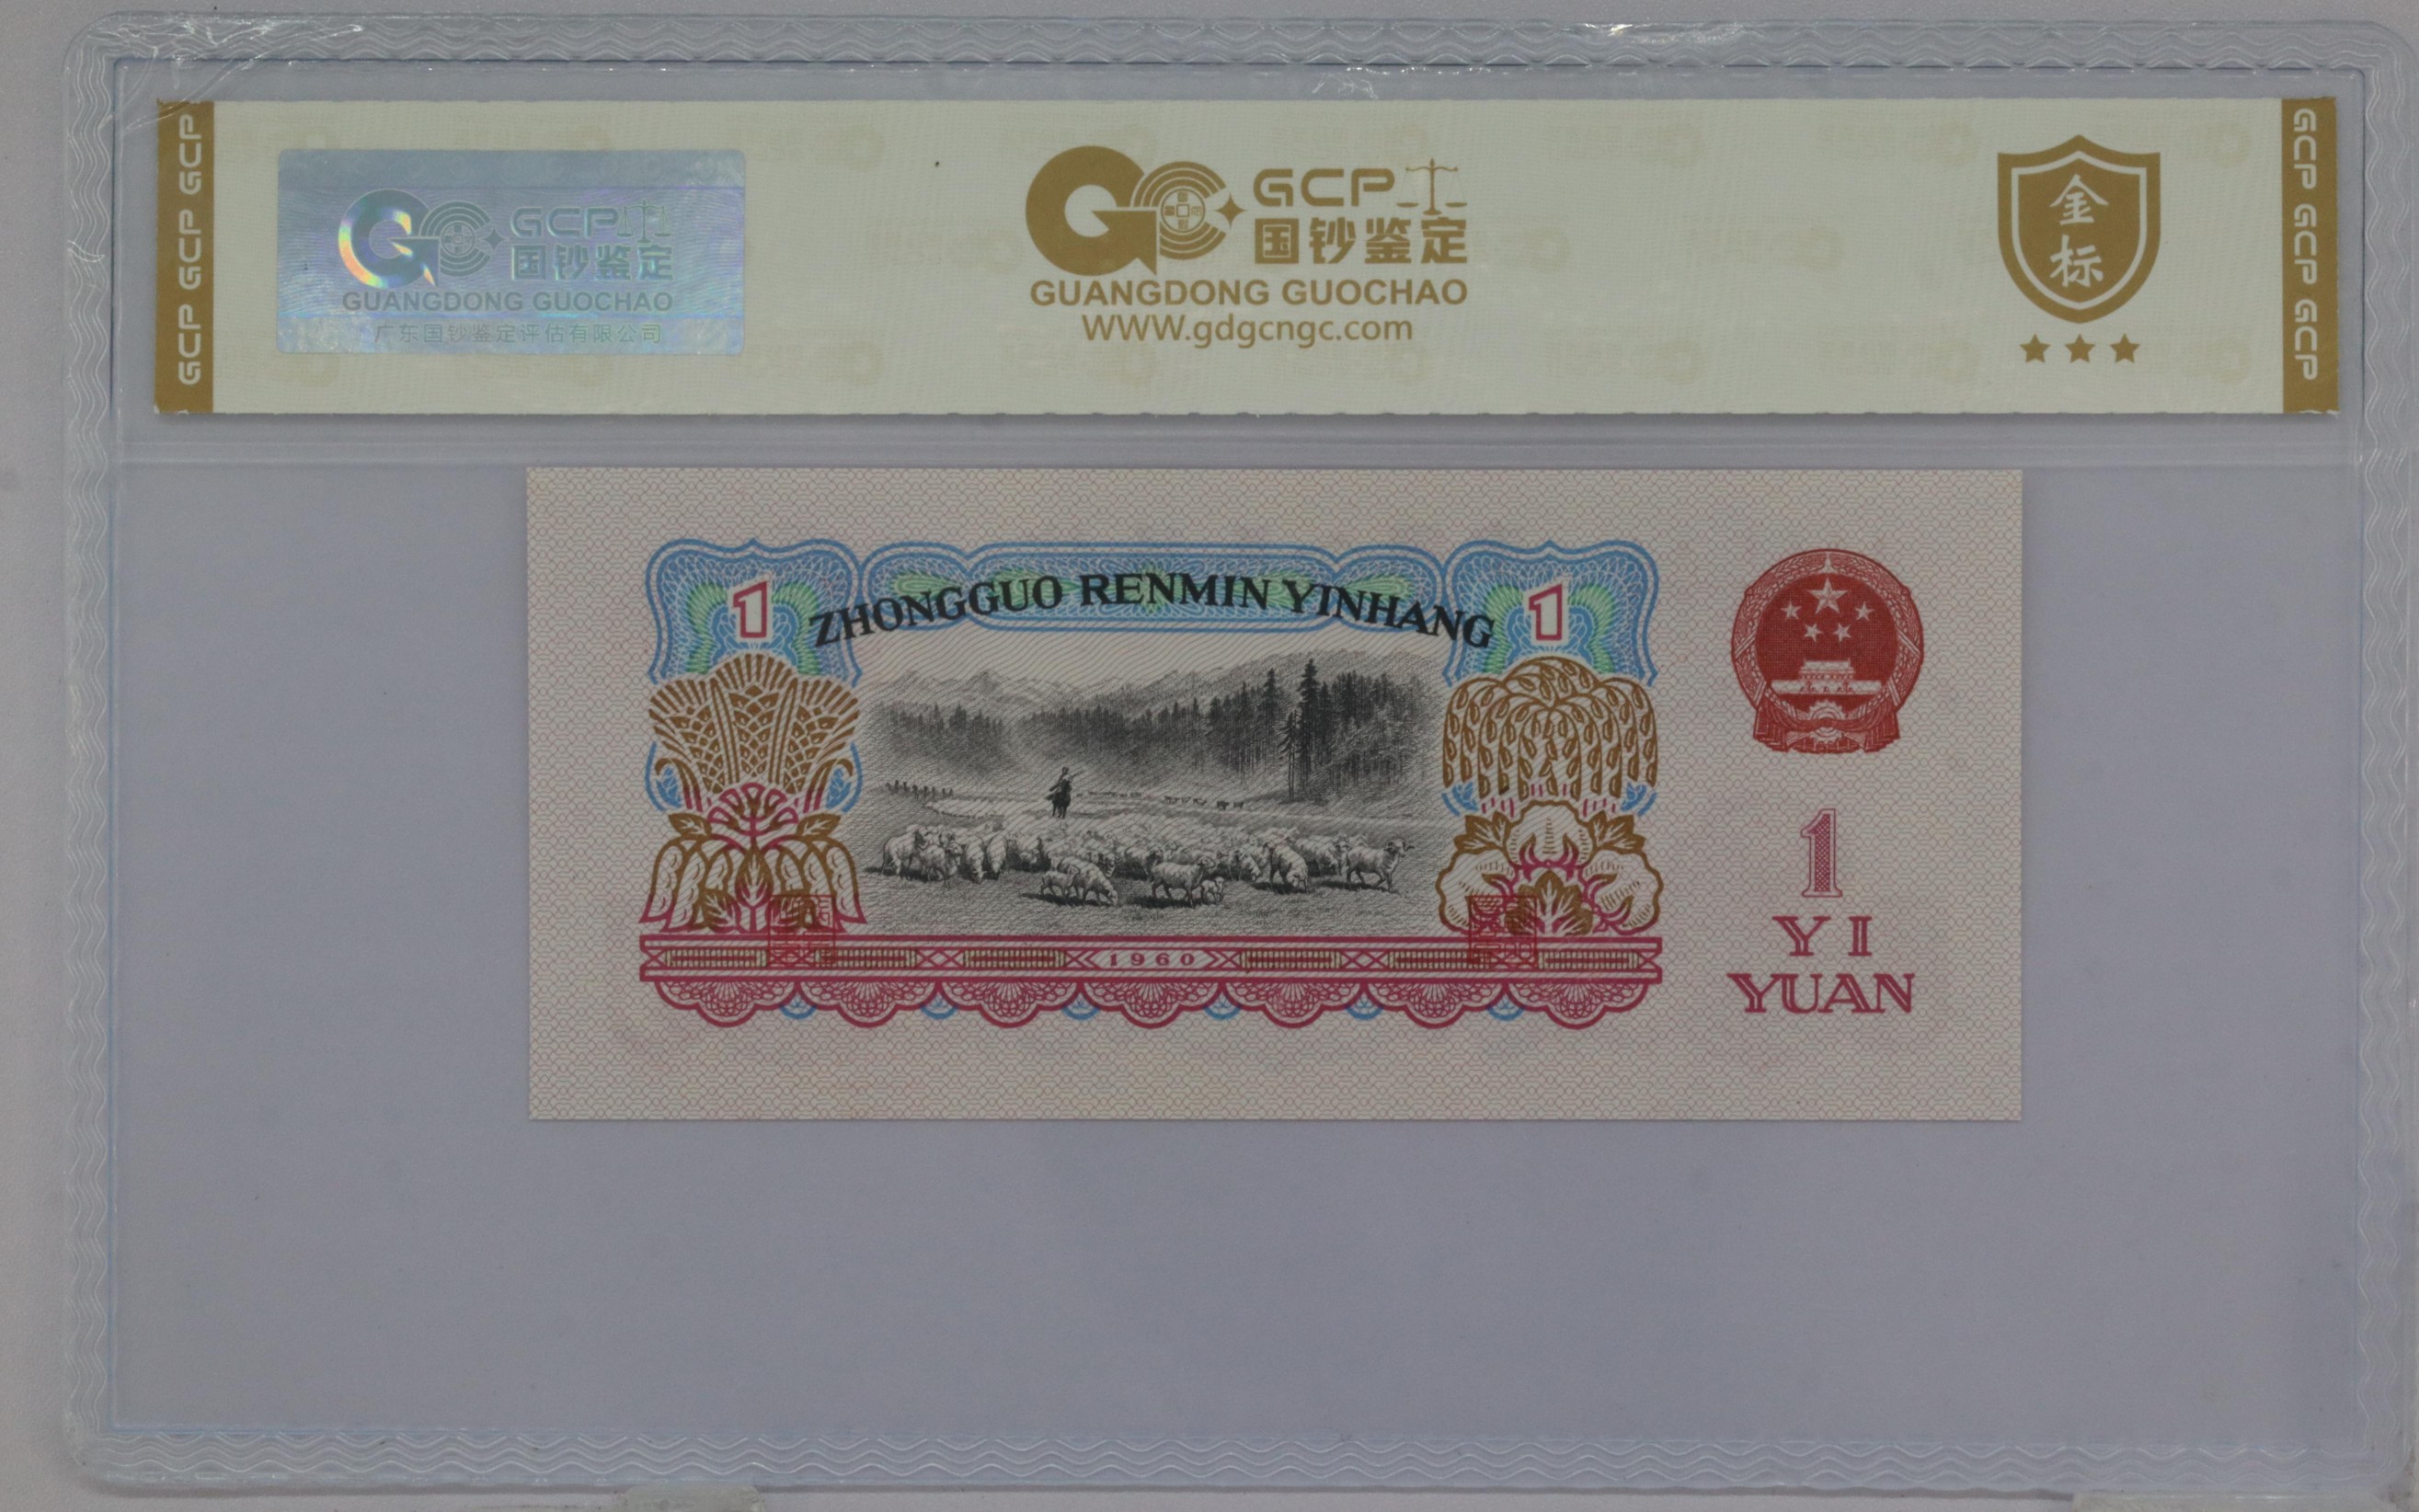 GCP GCP GCP
GCP
国钞鉴定
GUANGDONG GUOCHAO
广东国钞鉴定评估有限公司
GCP
国钞鉴定
GUANGDONG GUOCHAO
WWW.gdgcngc.com
金
标
GCP GCP GCP
1
ZHONGGUO RENMIN YINHANG
1
1960
1
YI
YUAN